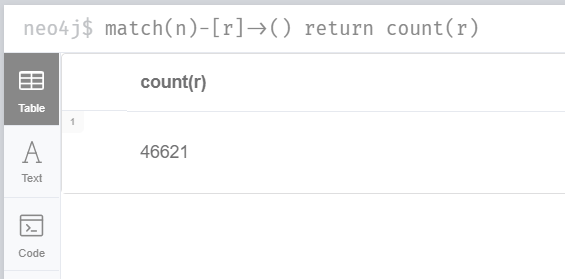 neo4j$ match(n)-[r]→() return count(r)
Table
count(r)
1
46621
A
Text
>_
Code